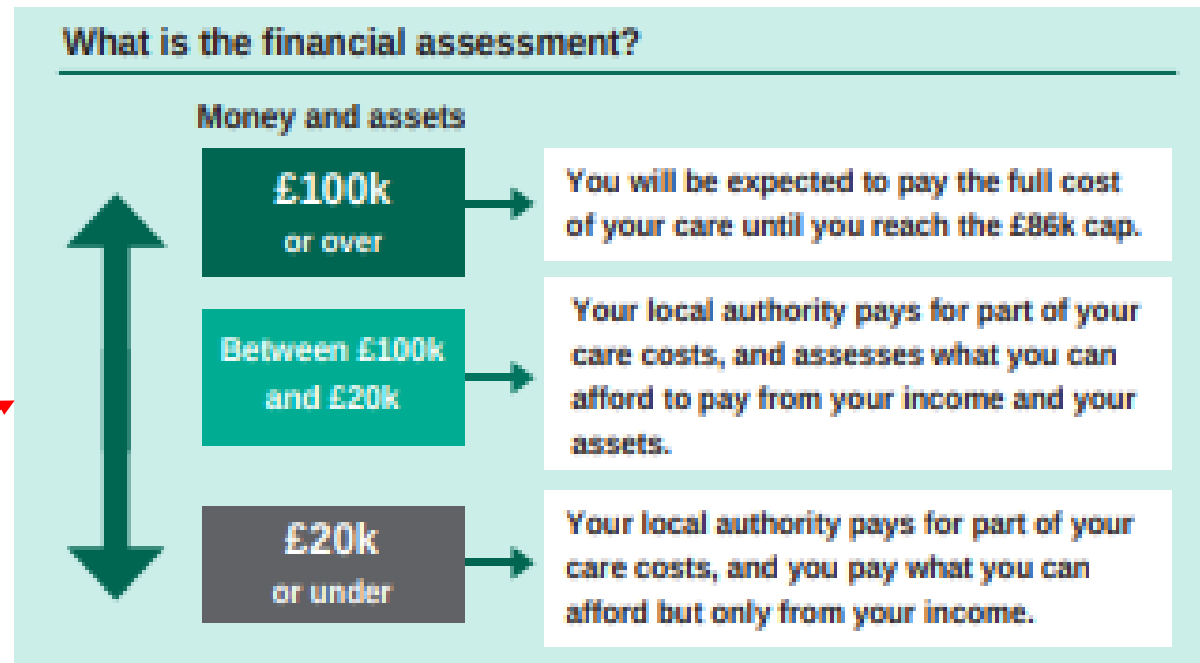 What is the financial assessment?
Money and assets
£100k
or over
You will be expected to pay the full cost
of your care until you reach the £86k cap.
Between £100k
and £20k
Your local authority pays for part of your
care costs, and assesses what you can
afford to pay from your income and your
assets.
£20k
or under
Your local authority pays for part of your
care costs, and you pay what you can
afford but only from your income.